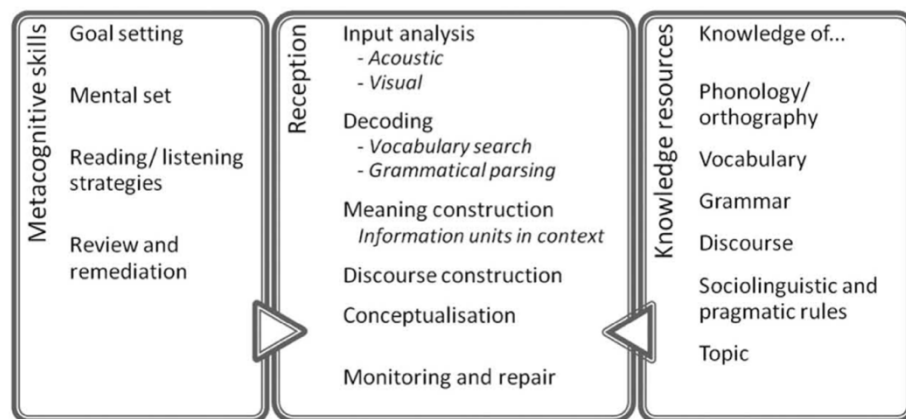 Metacognitive skills
Goal setting
Mental set
Reading/ listening
strategies
Review and
remediation
Reception
Input analysis
- Acoustic
- Visual
Decoding
- Vocabulary search
- Grammatical parsing
Meaning construction
Information units in context
Discourse construction
Conceptualisation
Monitoring and repair
Knowledge resources
Knowledge of...
Phonology/
orthography
Vocabulary
Grammar
Discourse
Sociolinguistic and
pragmatic rules
Topic